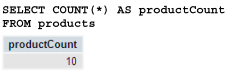 SELECT COUNT(*) AS productCount
FROM products
productCount
10